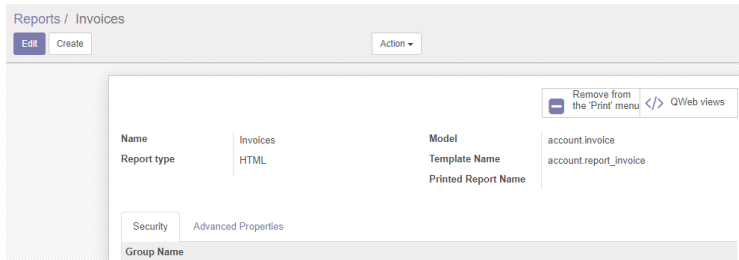 Reports / Invoices
Edit Create Action
Remove from
the 'Print' menu </> QWeb views
Name Invoices Model account.invoice
Report type HTML Template Name account.report_invoice
Printed Report Name
Security Advanced Properties
Group Name